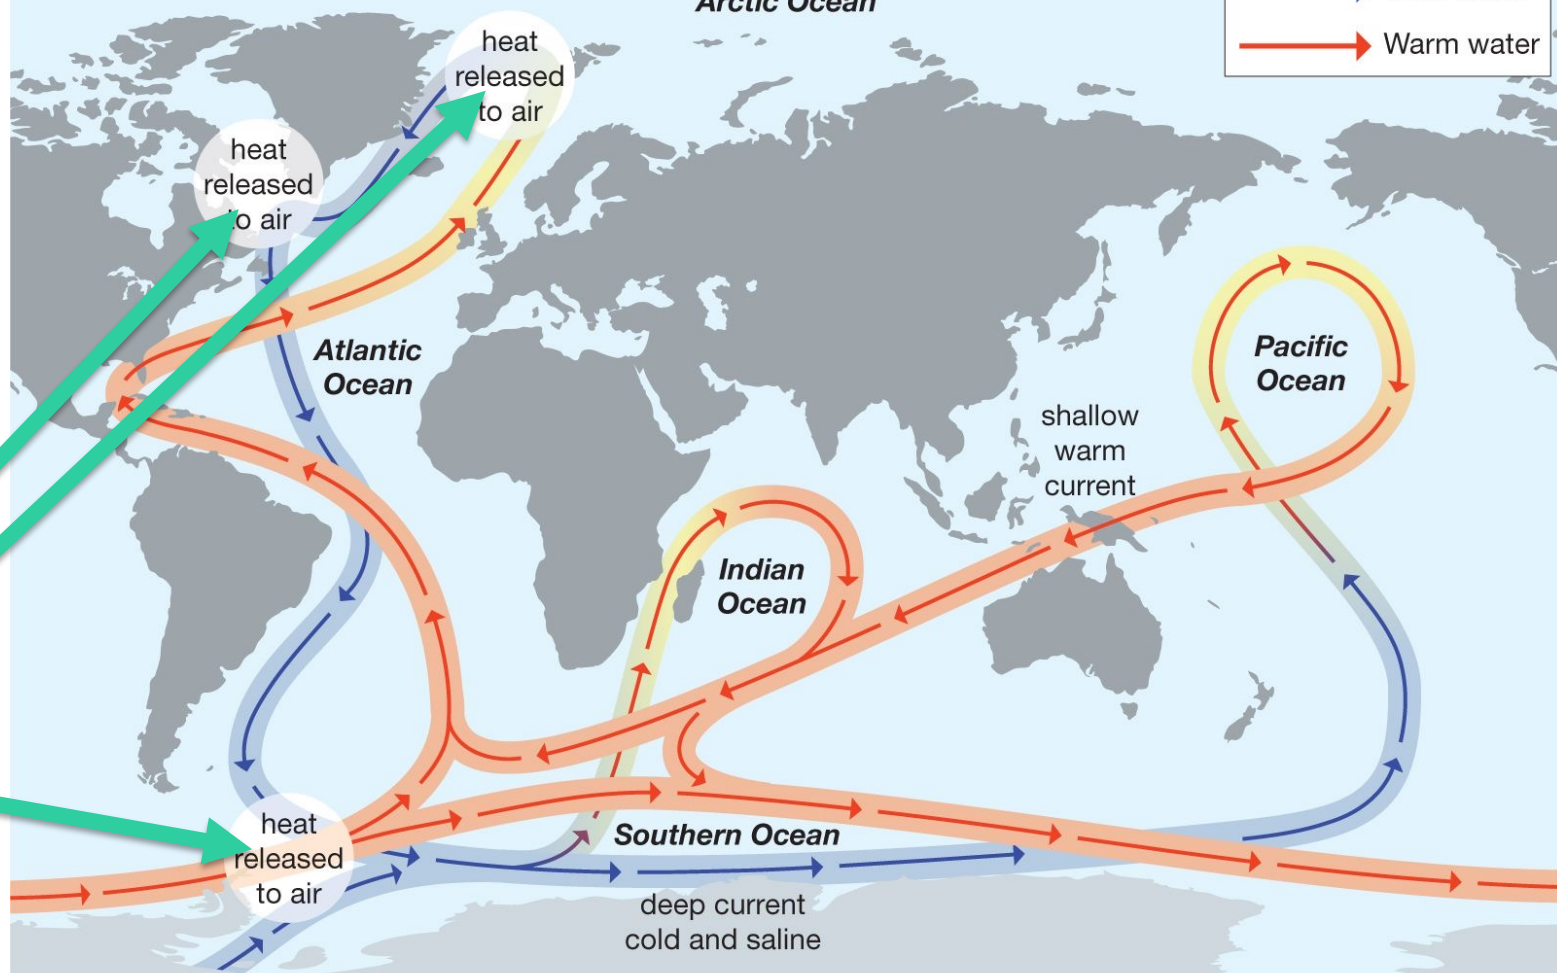 Arctic Ocean
Warm water
heat
released
to air
heat
released
to air
Atlantic
Ocean
Pacific
Ocean
shallow
warm
current
Indian
Ocean
Southern Ocean
heat
released
to air
deep current
cold and saline